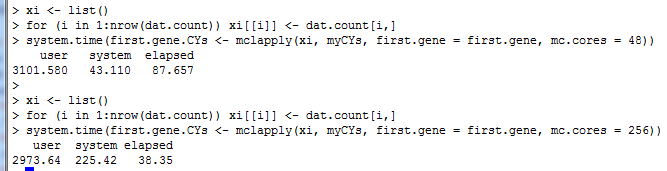 > xi <- list()
> for (i in 1:nrow(dat.count)) xi[[i]] <- dat.count[i,]
> system.time(first.gene.CYs <- mclapply(xi, myCYs, first.gene = first.gene, mc.cores = 48))
    user   system  elapsed
3101.580   43.110   87.657
>
> xi <- list()
> for (i in 1:nrow(dat.count)) xi[[i]] <- dat.count[i,]
> system.time(first.gene.CYs <- mclapply(xi, myCYs, first.gene = first.gene, mc.cores = 256))
   user  system elapsed
2973.64  225.42   38.35